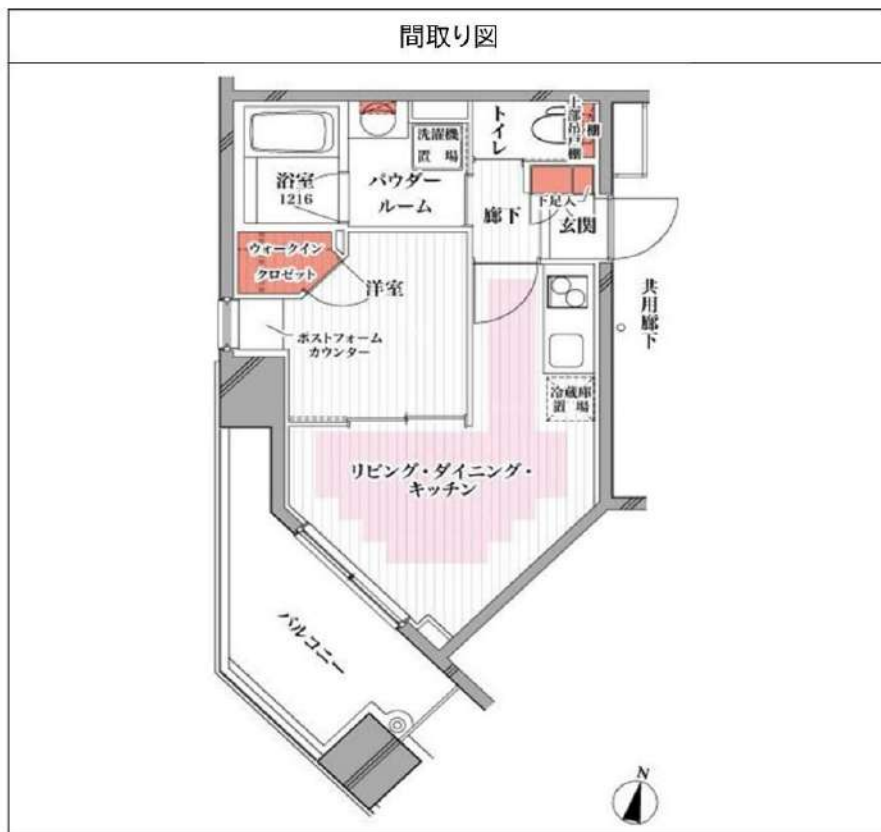 間取り図
トイレ
上部吊戸棚
棚
洗濯機
置場
浴室
1216
パウダー
ルーム
廊下
下足入
玄関
ウォークイン
クロゼット
洋室
共用廊下
ポストフォーム
カウンター
冷蔵庫
置場
リビング・ダイニング・
キッチン
バルコニー
N